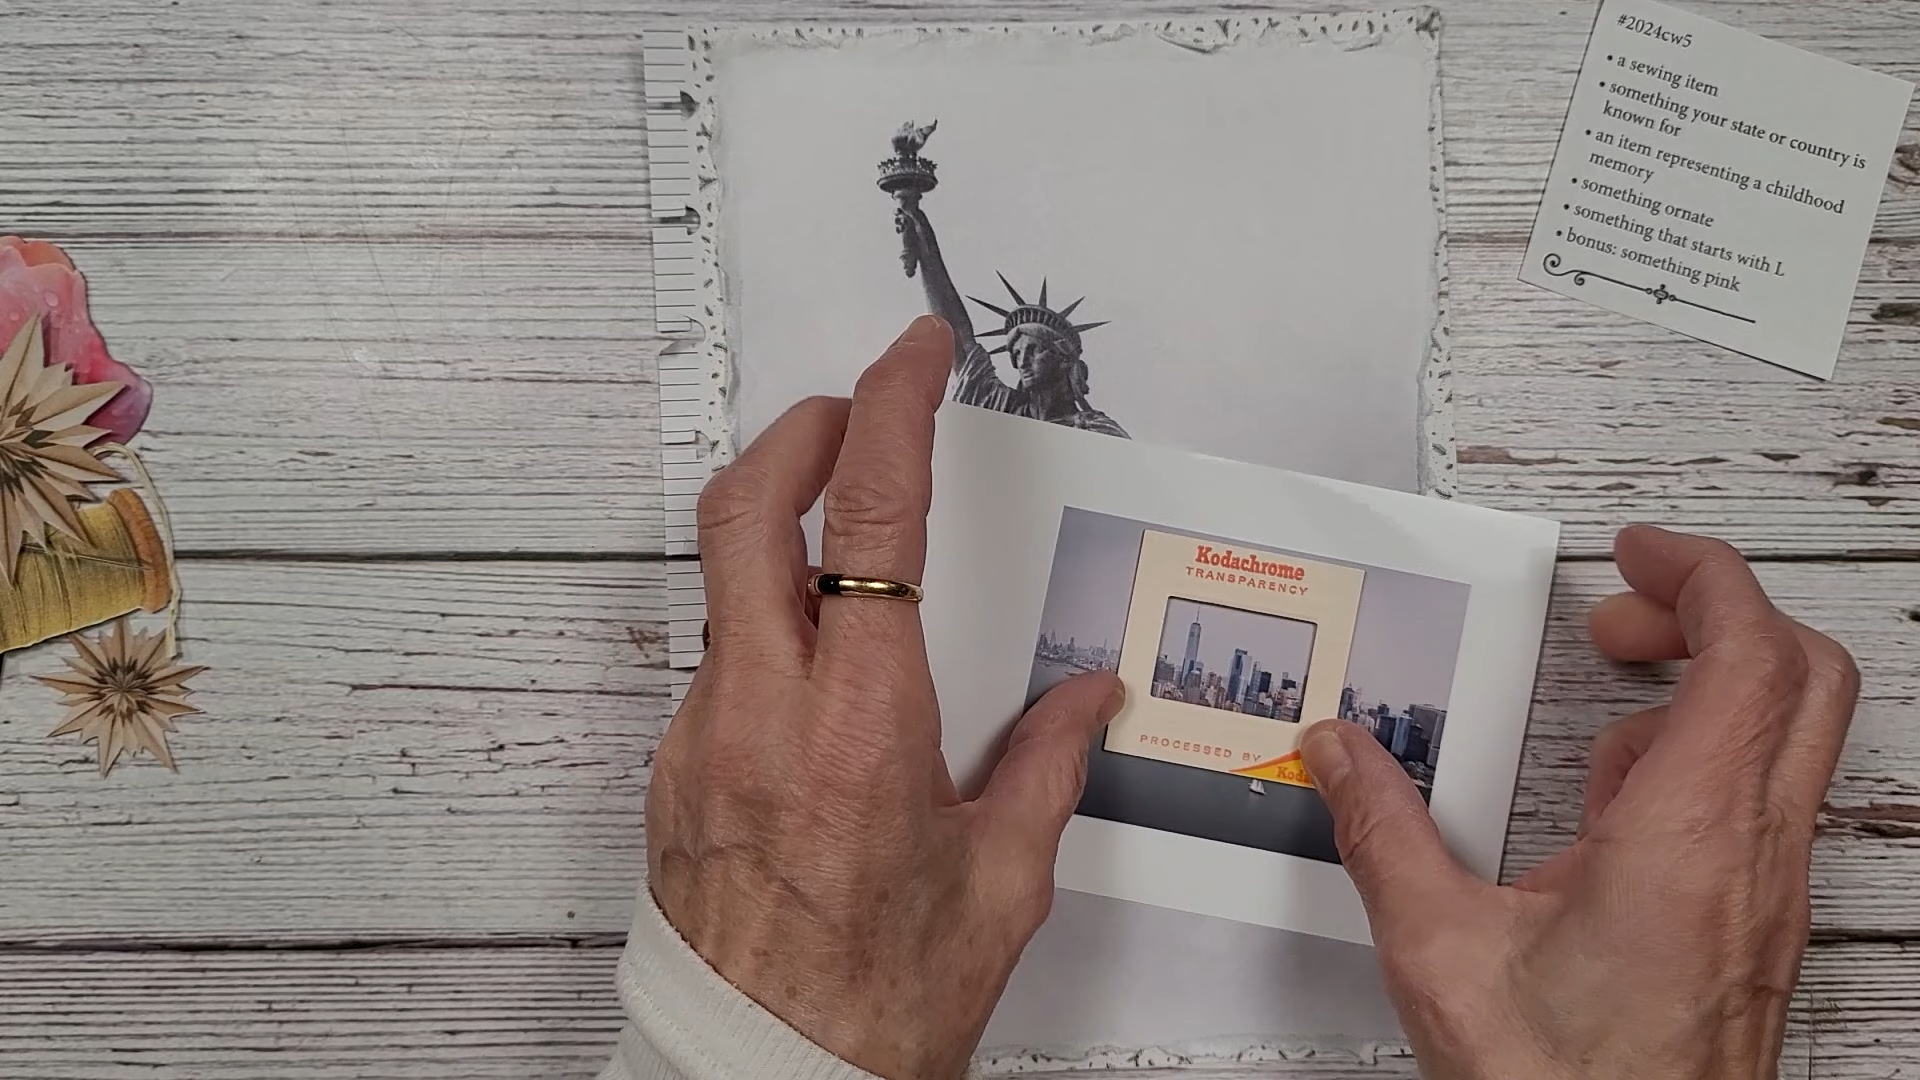 #2024cw5
• a sewing item
• something your state or country is
known for
• an item representing a childhood
memory
• something ornate
• something that starts with L
• bonus: something pink
Kodachrome
TRANSPARENCY
PROCESSED BY